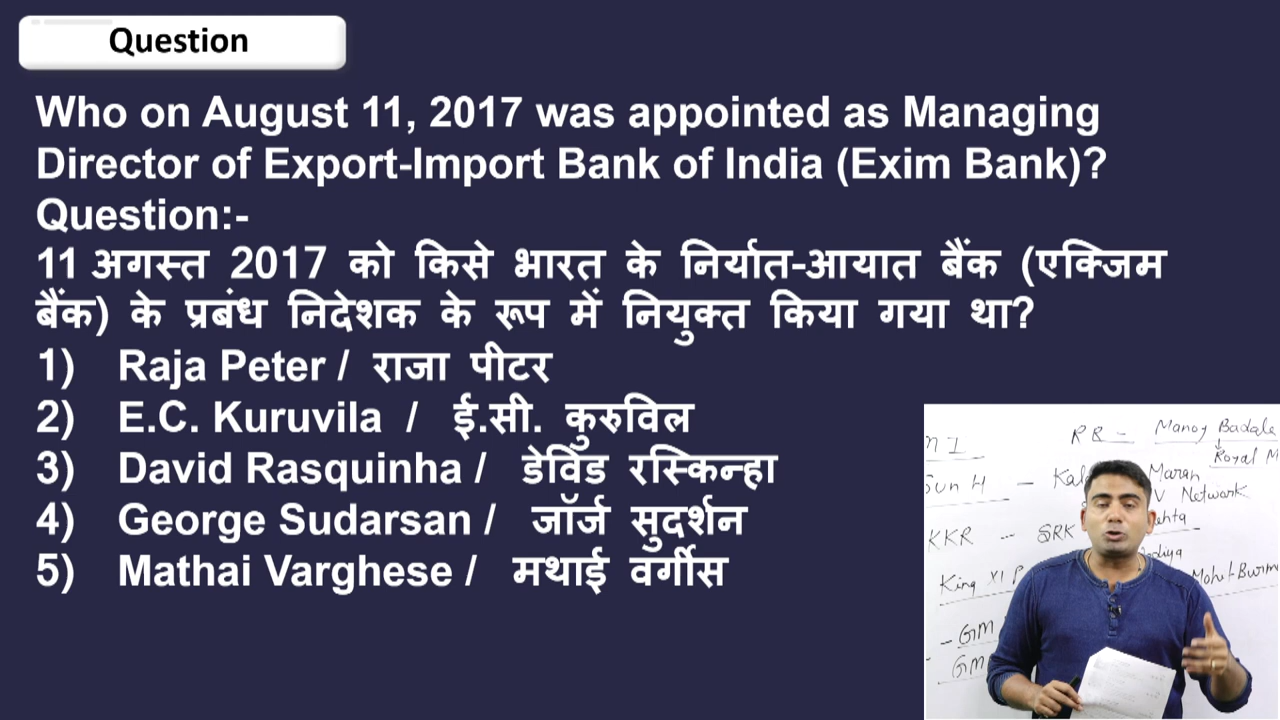 Question
Who on August 11, 2017 was appointed as Managing
Director of Export-Import Bank of India (Exim Bank)?
Question:-
11 अगस्त 2017 को किसे भारत के निर्यात-आयात बैंक (एक्जिम
बैंक) के प्रबंध निदेशक के रूप में नियुक्त किया गया था?
1) Raja Peter / राजा पीटर
2) E.C. Kuruvila / ई.सी. कुरुविल
3) David Rasquinha / डेविड रस्किन्हा
4) George Sudarsan / जॉर्ज सुदर्शन
5) Mathai Varghese / मथाई वर्गीस
RR - Manoj Badale
Royal M
Sun H - Maran
V Network
KKR - SRK
King XI P
Mohit Burm
- GM
GM